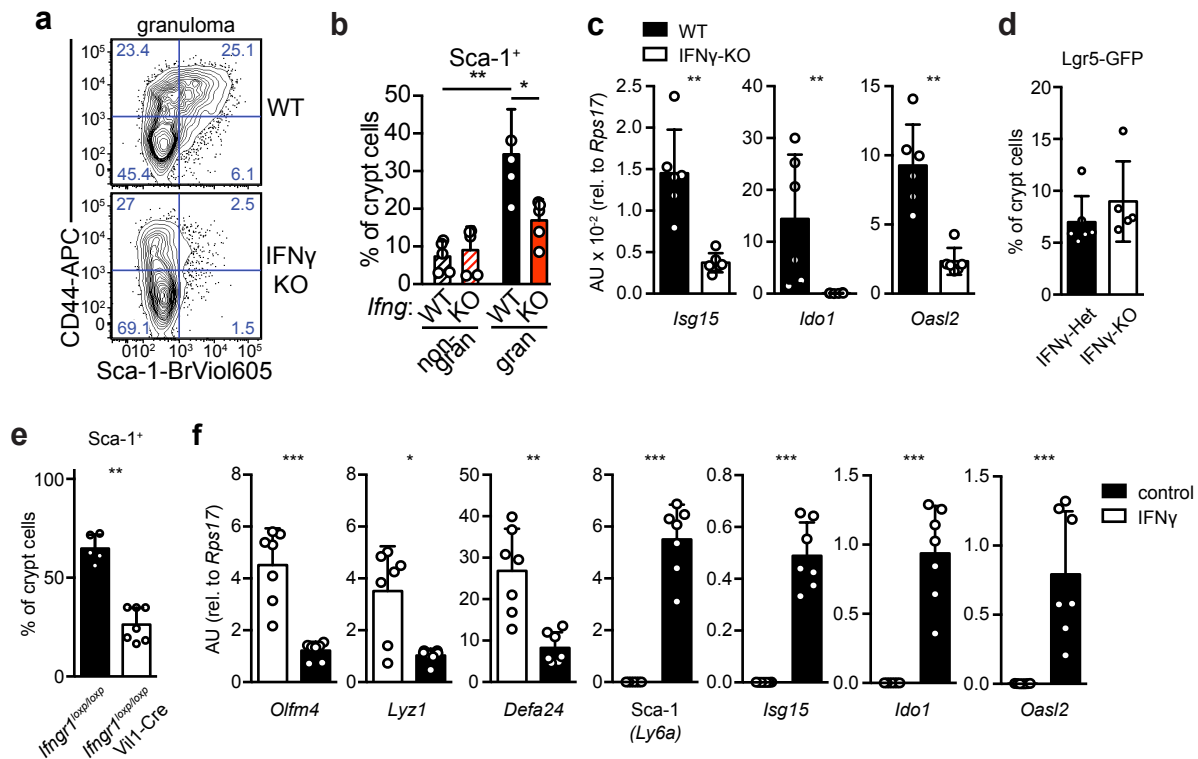 a
granuloma
23.4 25.1
45.4 6.1
WT
27 2.5
69.1 1.5
IFNγ
KO
10⁵
10⁴
10³
10²
0
10⁵
10⁴
10³
10²
0
CD44-APC
0 10² 10³ 10⁴ 10⁵
Sca-1-BrViol605
b
Sca-1⁺
**
*
50
40
30
20
10
0
% of crypt cells
Ifng: WT KO WT KO
non-gran gran
c
WT
IFNγ-KO
** ** **
2.5
2.0
1.5
1.0
0.5
0.0
40
30
20
10
0
15
10
5
0
AU x 10⁻² (rel. to Rps17)
Isg15 Ido1 Oasl2
d
Lgr5-GFP
20
15
10
5
0
% of crypt cells
IFNγ-Het IFNγ-KO
e
Sca-1⁺
**
100
50
0
% of crypt cells
Ifngr1loxp/loxp
Ifngr1loxp/loxp
Vil1-Cre
f
*** * ** *** *** *** ***
8
6
4
2
0
8
6
4
2
0
50
40
30
20
10
0
8
6
4
2
0
0.8
0.6
0.4
0.2
0.0
1.5
1.0
0.5
0.0
1.5
1.0
0.5
0.0
control
IFNγ
AU (rel. to Rps17)
Olfm4 Lyz1 Defa24 Sca-1 Isg15 Ido1 Oasl2
(Ly6a)